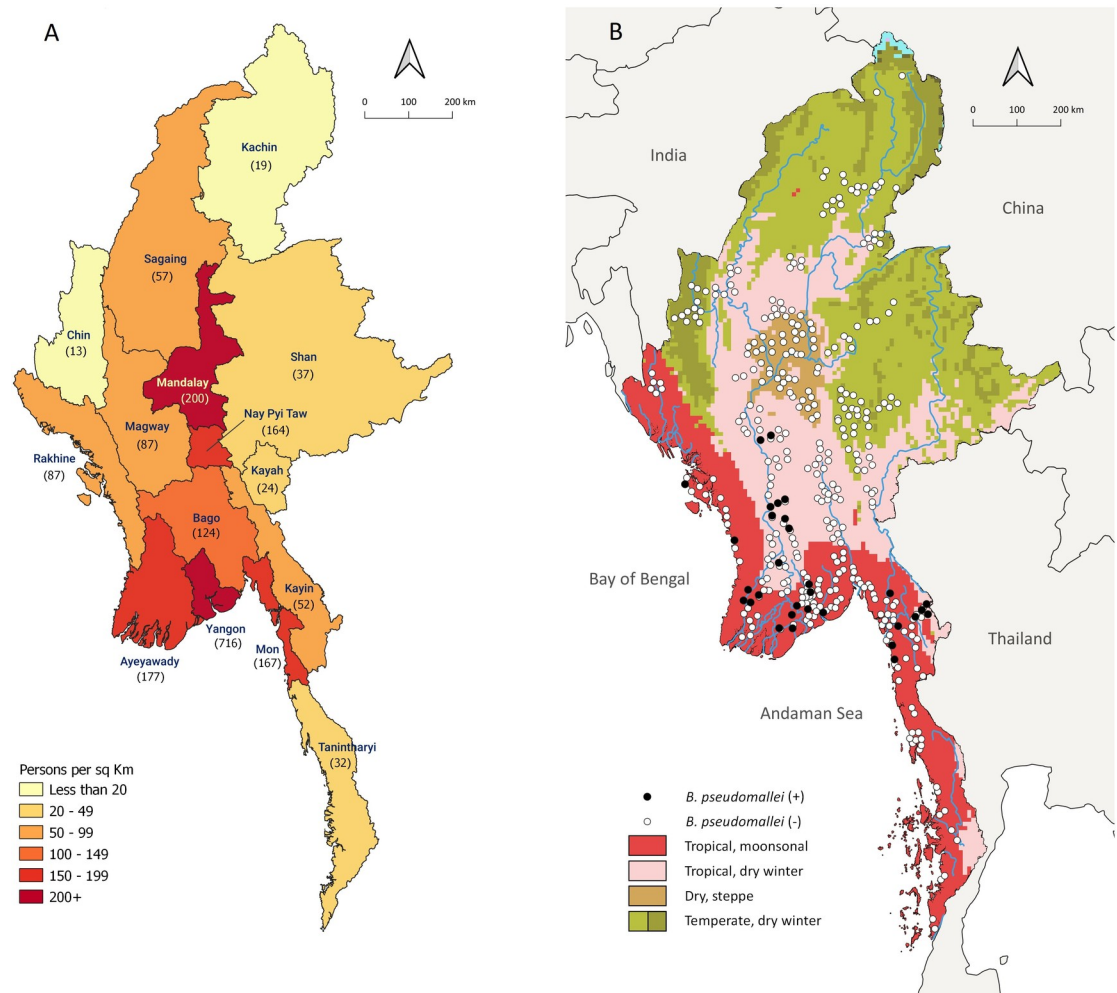 A
0 100 200 km
Kachin
(19)
Sagaing
(57)
Chin
(13)
Shan
(37)
Mandalay
(200)
Nay Pyi Taw
(164)
Magway
(87)
Rakhine
(87)
Kayah
(24)
Bago
(124)
Kayin
(52)
Yangon
(716)
Mon
(167)
Ayeyawady
(177)
Tanintharyi
(32)
Persons per sq Km
Less than 20
20 - 49
50 - 99
100 - 149
150 - 199
200+
B
0 100 200 km
India
China
Bay of Bengal
Thailand
Andaman Sea
B. pseudomallei (+)
B. pseudomallei (-)
Tropical, moonsonal
Tropical, dry winter
Dry, steppe
Temperate, dry winter